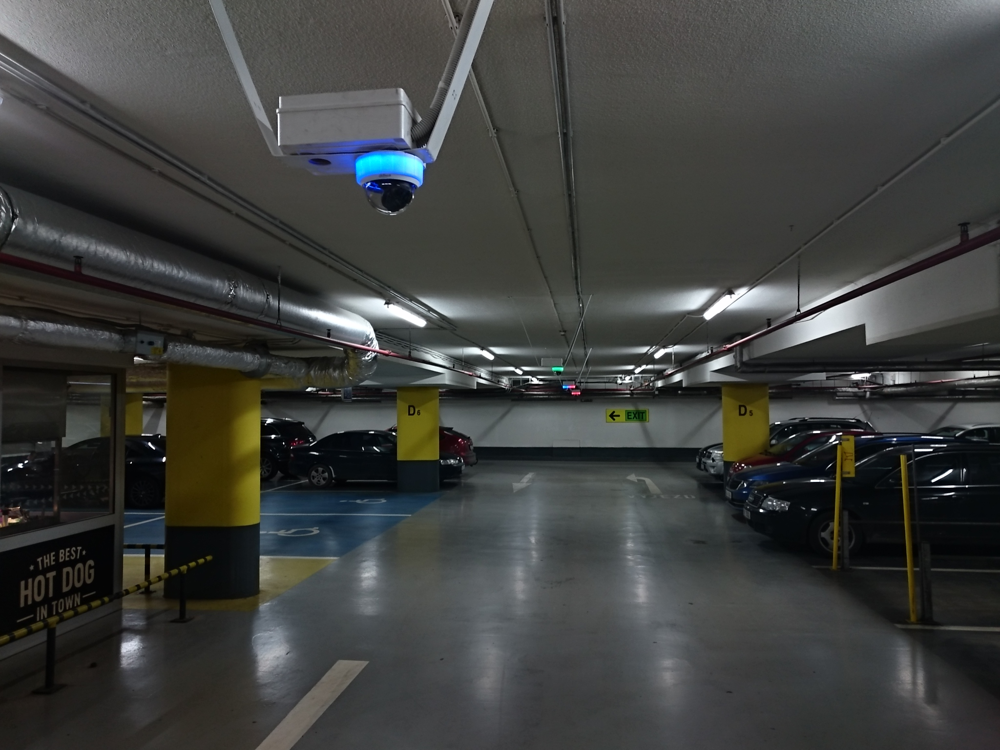 D6
EXIT
D5
THE BEST
HOT DOG
IN TOWN